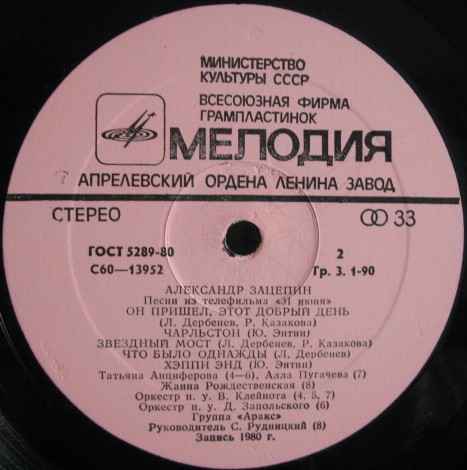 МИНИСТЕРСТВО
КУЛЬТУРЫ СССР
ВСЕСОЮЗНАЯ ФИРМА
ГРАМПЛАСТИНОК
МЕЛОДИЯ
АПРЕЛЕВСКИЙ ОРДЕНА ЛЕНИНА ЗАВОД
СТЕРЕО 33
ГОСТ 5289-80 2
С60—13952 Гр. 3. 1-90
АЛЕКСАНДР ЗАЦЕПИН
Песни из телефильма «31 июня»
ОН ПРИШЕЛ, ЭТОТ ДОБРЫЙ ДЕНЬ
(Л. Дербенев, Р. Казакова)
ЧАРЛЬСТОН (Ю. Энтин)
ЗВЕЗДНЫЙ МОСТ (Л. Дербенев, Р. Казакова)
ЧТО БЫЛО ОДНАЖДЫ (Л. Дербенев)
ХЭППИ ЭНД (Ю. Энтин)
Татьяна Анциферова (4—6), Алла Пугачева (7)
Жанна Рождественская (8)
Оркестр п. у. В. Клейнота (4, 5, 7)
Оркестр п. у. Д. Запольского (6)
Группа «Аракс»
Руководитель С. Рудницкий (8)
Запись 1980 г.